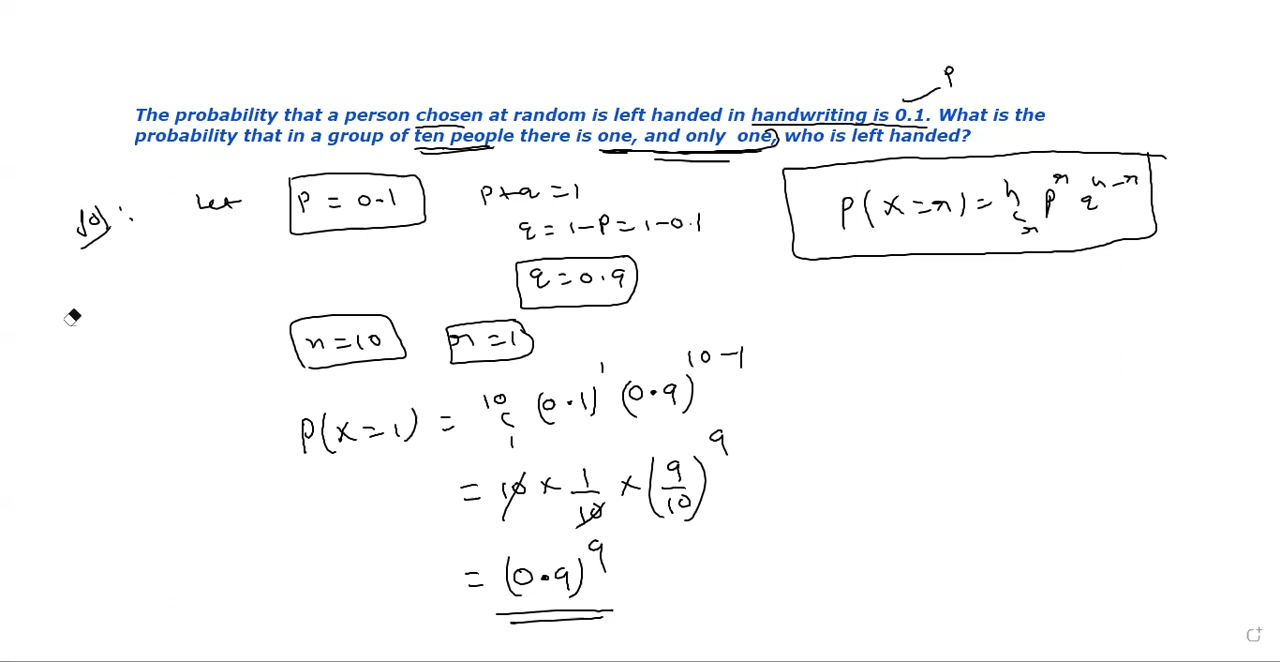 P
The probability that a person chosen at random is left handed in handwriting is 0.1. What is the
probability that in a group of ten people there is one, and only one, who is left handed?
Sol: Let P = 0.1 p+q = 1
q = 1-P = 1-0.1
q = 0.9
P(X=x) = n C x p^x q^n-x
n = 10 x = 1
P(X=1) = 10 C 1 (0.1)^1 (0.9)^10-1
= 10 × 1/10 × (9/10)^9
= (0.9)^9